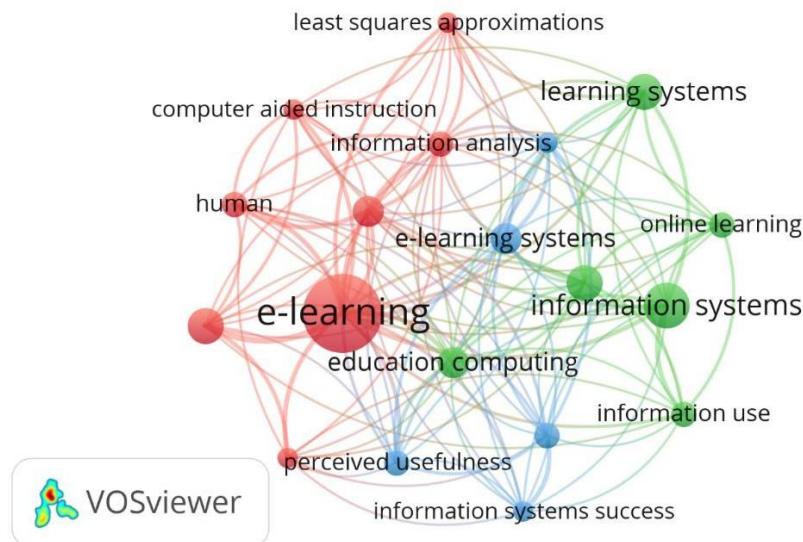 least squares approximations
learning systems
computer aided instruction
information analysis
human
online learning
e-learning systems
e-learning
information systems
education computing
information use
perceived usefulness
VOSviewer
information systems success